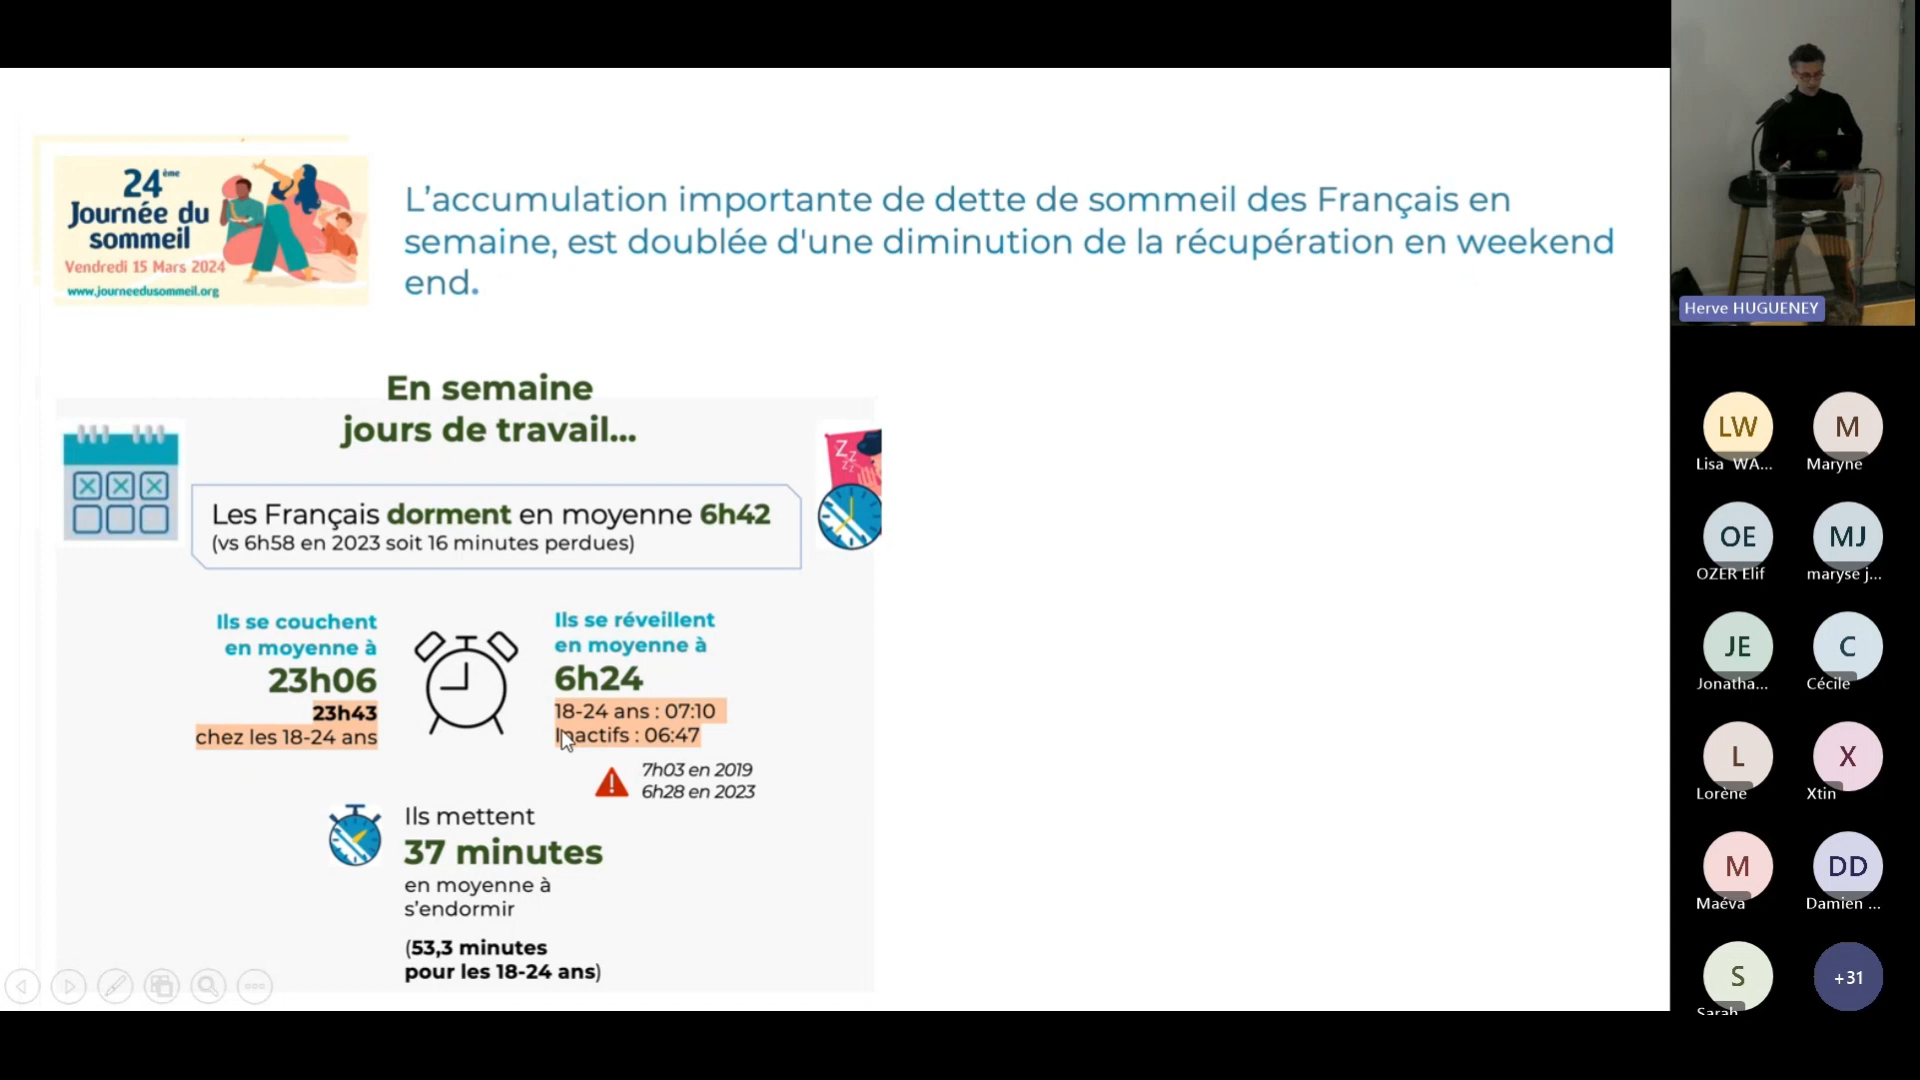 24ème
Journée du
sommeil
Vendredi 15 Mars 2024
www.journeedusommeil.org
L’accumulation importante de dette de sommeil des Français en
semaine, est doublée d'une diminution de la récupération en weekend
end.
En semaine
jours de travail...
Les Français dorment en moyenne 6h42
(vs 6h58 en 2023 soit 16 minutes perdues)
Z
Z
Z
Z
Ils se couchent
en moyenne à
23h06
23h43
chez les 18-24 ans
Ils se réveillent
en moyenne à
6h24
18-24 ans : 07:10
Inactifs : 06:47
7h03 en 2019
6h28 en 2023
Ils mettent
37 minutes
en moyenne à
s’endormir
(53,3 minutes
pour les 18-24 ans)
Herve HUGUENEY
LW
Lisa WA...
M
Maryne
OE
OZER Elif
MJ
maryse j...
JE
Jonatha...
C
Cécile
L
Lorène
X
Xtin
M
Maéva
DD
Damien ...
S
Sarah
+31